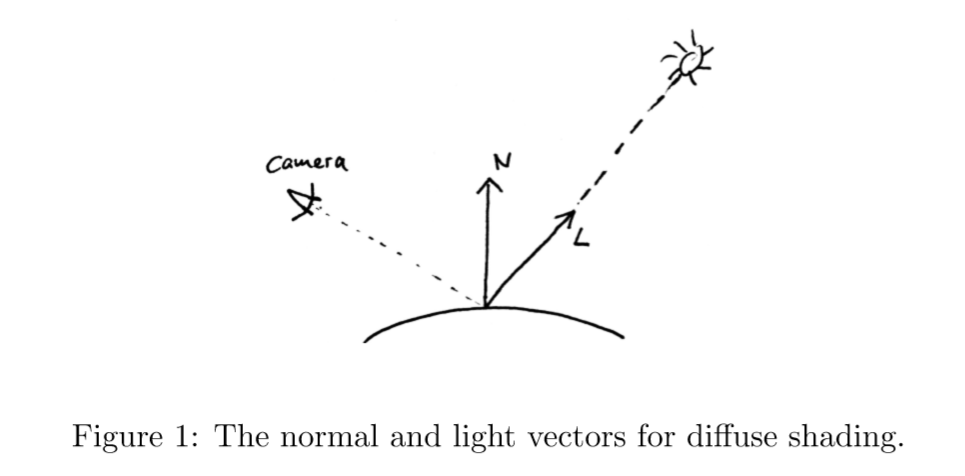 Camera
N
L
Figure 1: The normal and light vectors for diffuse shading.